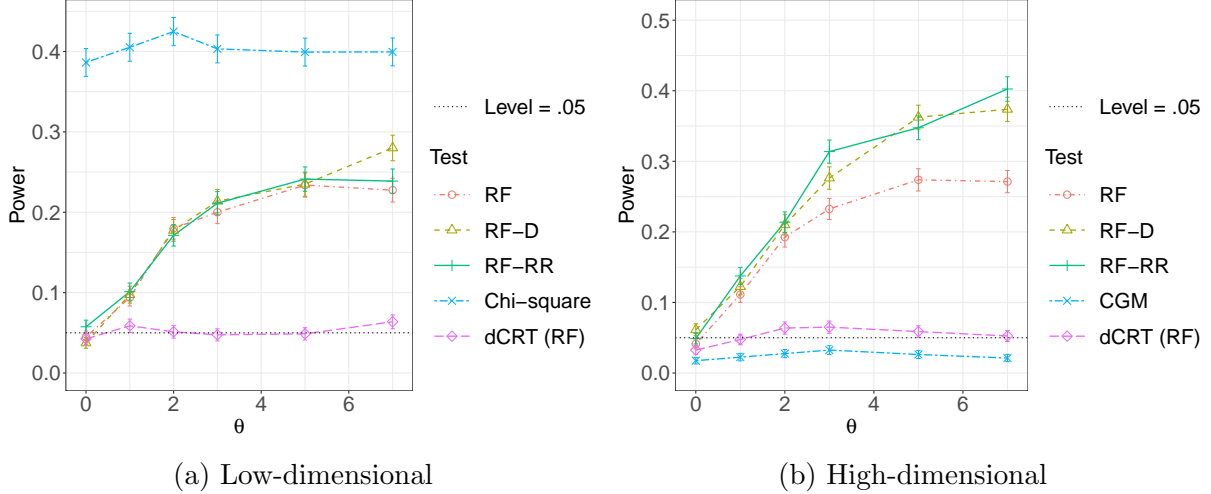 0.4
0.3
0.2
0.1
0.0
Power
0 2 4 6
θ
Level = .05
Test
RF
RF−D
RF−RR
Chi−square
dCRT (RF)
(a) Low-dimensional
0.5
0.4
0.3
0.2
0.1
0.0
Power
0 2 4 6
θ
Level = .05
Test
RF
RF−D
RF−RR
CGM
dCRT (RF)
(b) High-dimensional